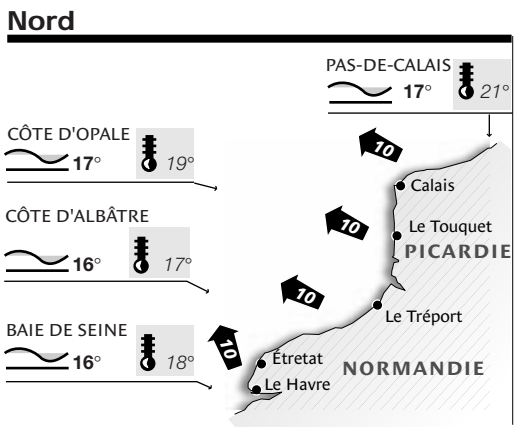 Nord
PAS-DE-CALAIS
17° 21°
10
CÔTE D'OPALE
17° 19°
Calais
10
CÔTE D'ALBÂTRE
Le Touquet
PICARDIE
16° 17°
10
Le Tréport
BAIE DE SEINE
10
16° 18°
Étretat
NORMANDIE
Le Havre